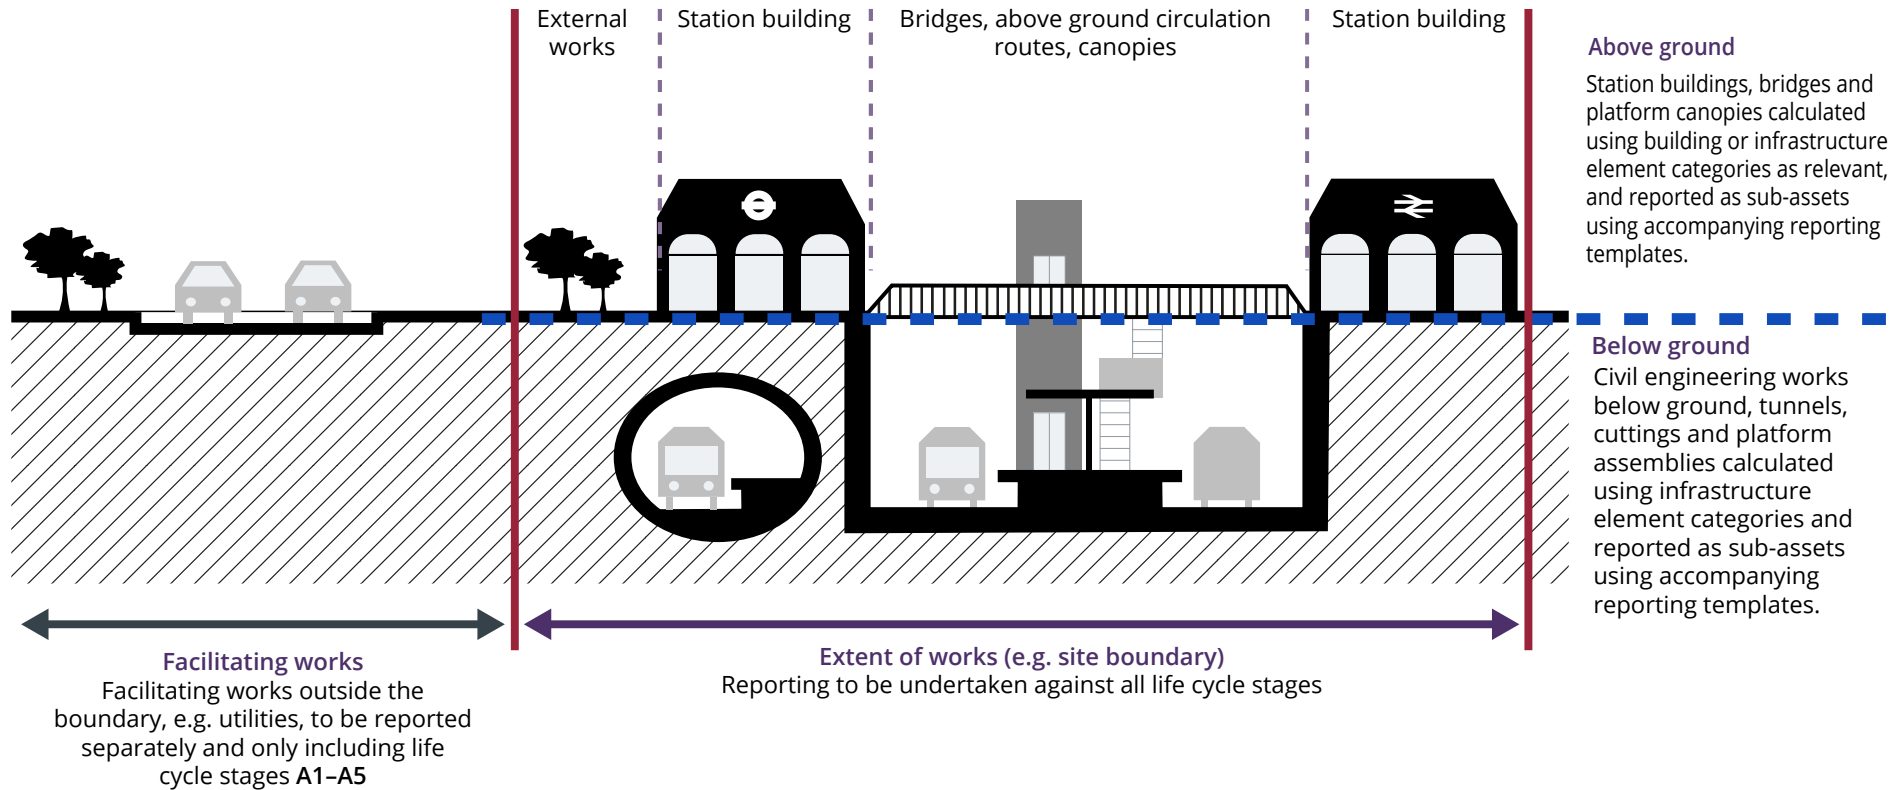 External
works
Station building
Bridges, above ground circulation
routes, canopies
Station building
Above ground
Station buildings, bridges and
platform canopies calculated
using building or infrastructure
element categories as relevant,
and reported as sub-assets
using accompanying reporting
templates.
Below ground
Civil engineering works
below ground, tunnels,
cuttings and platform
assemblies calculated
using infrastructure
element categories and
reported as sub-assets
using accompanying
reporting templates.
Facilitating works
Facilitating works outside the
boundary, e.g. utilities, to be reported
separately and only including life
cycle stages A1–A5
Extent of works (e.g. site boundary)
Reporting to be undertaken against all life cycle stages